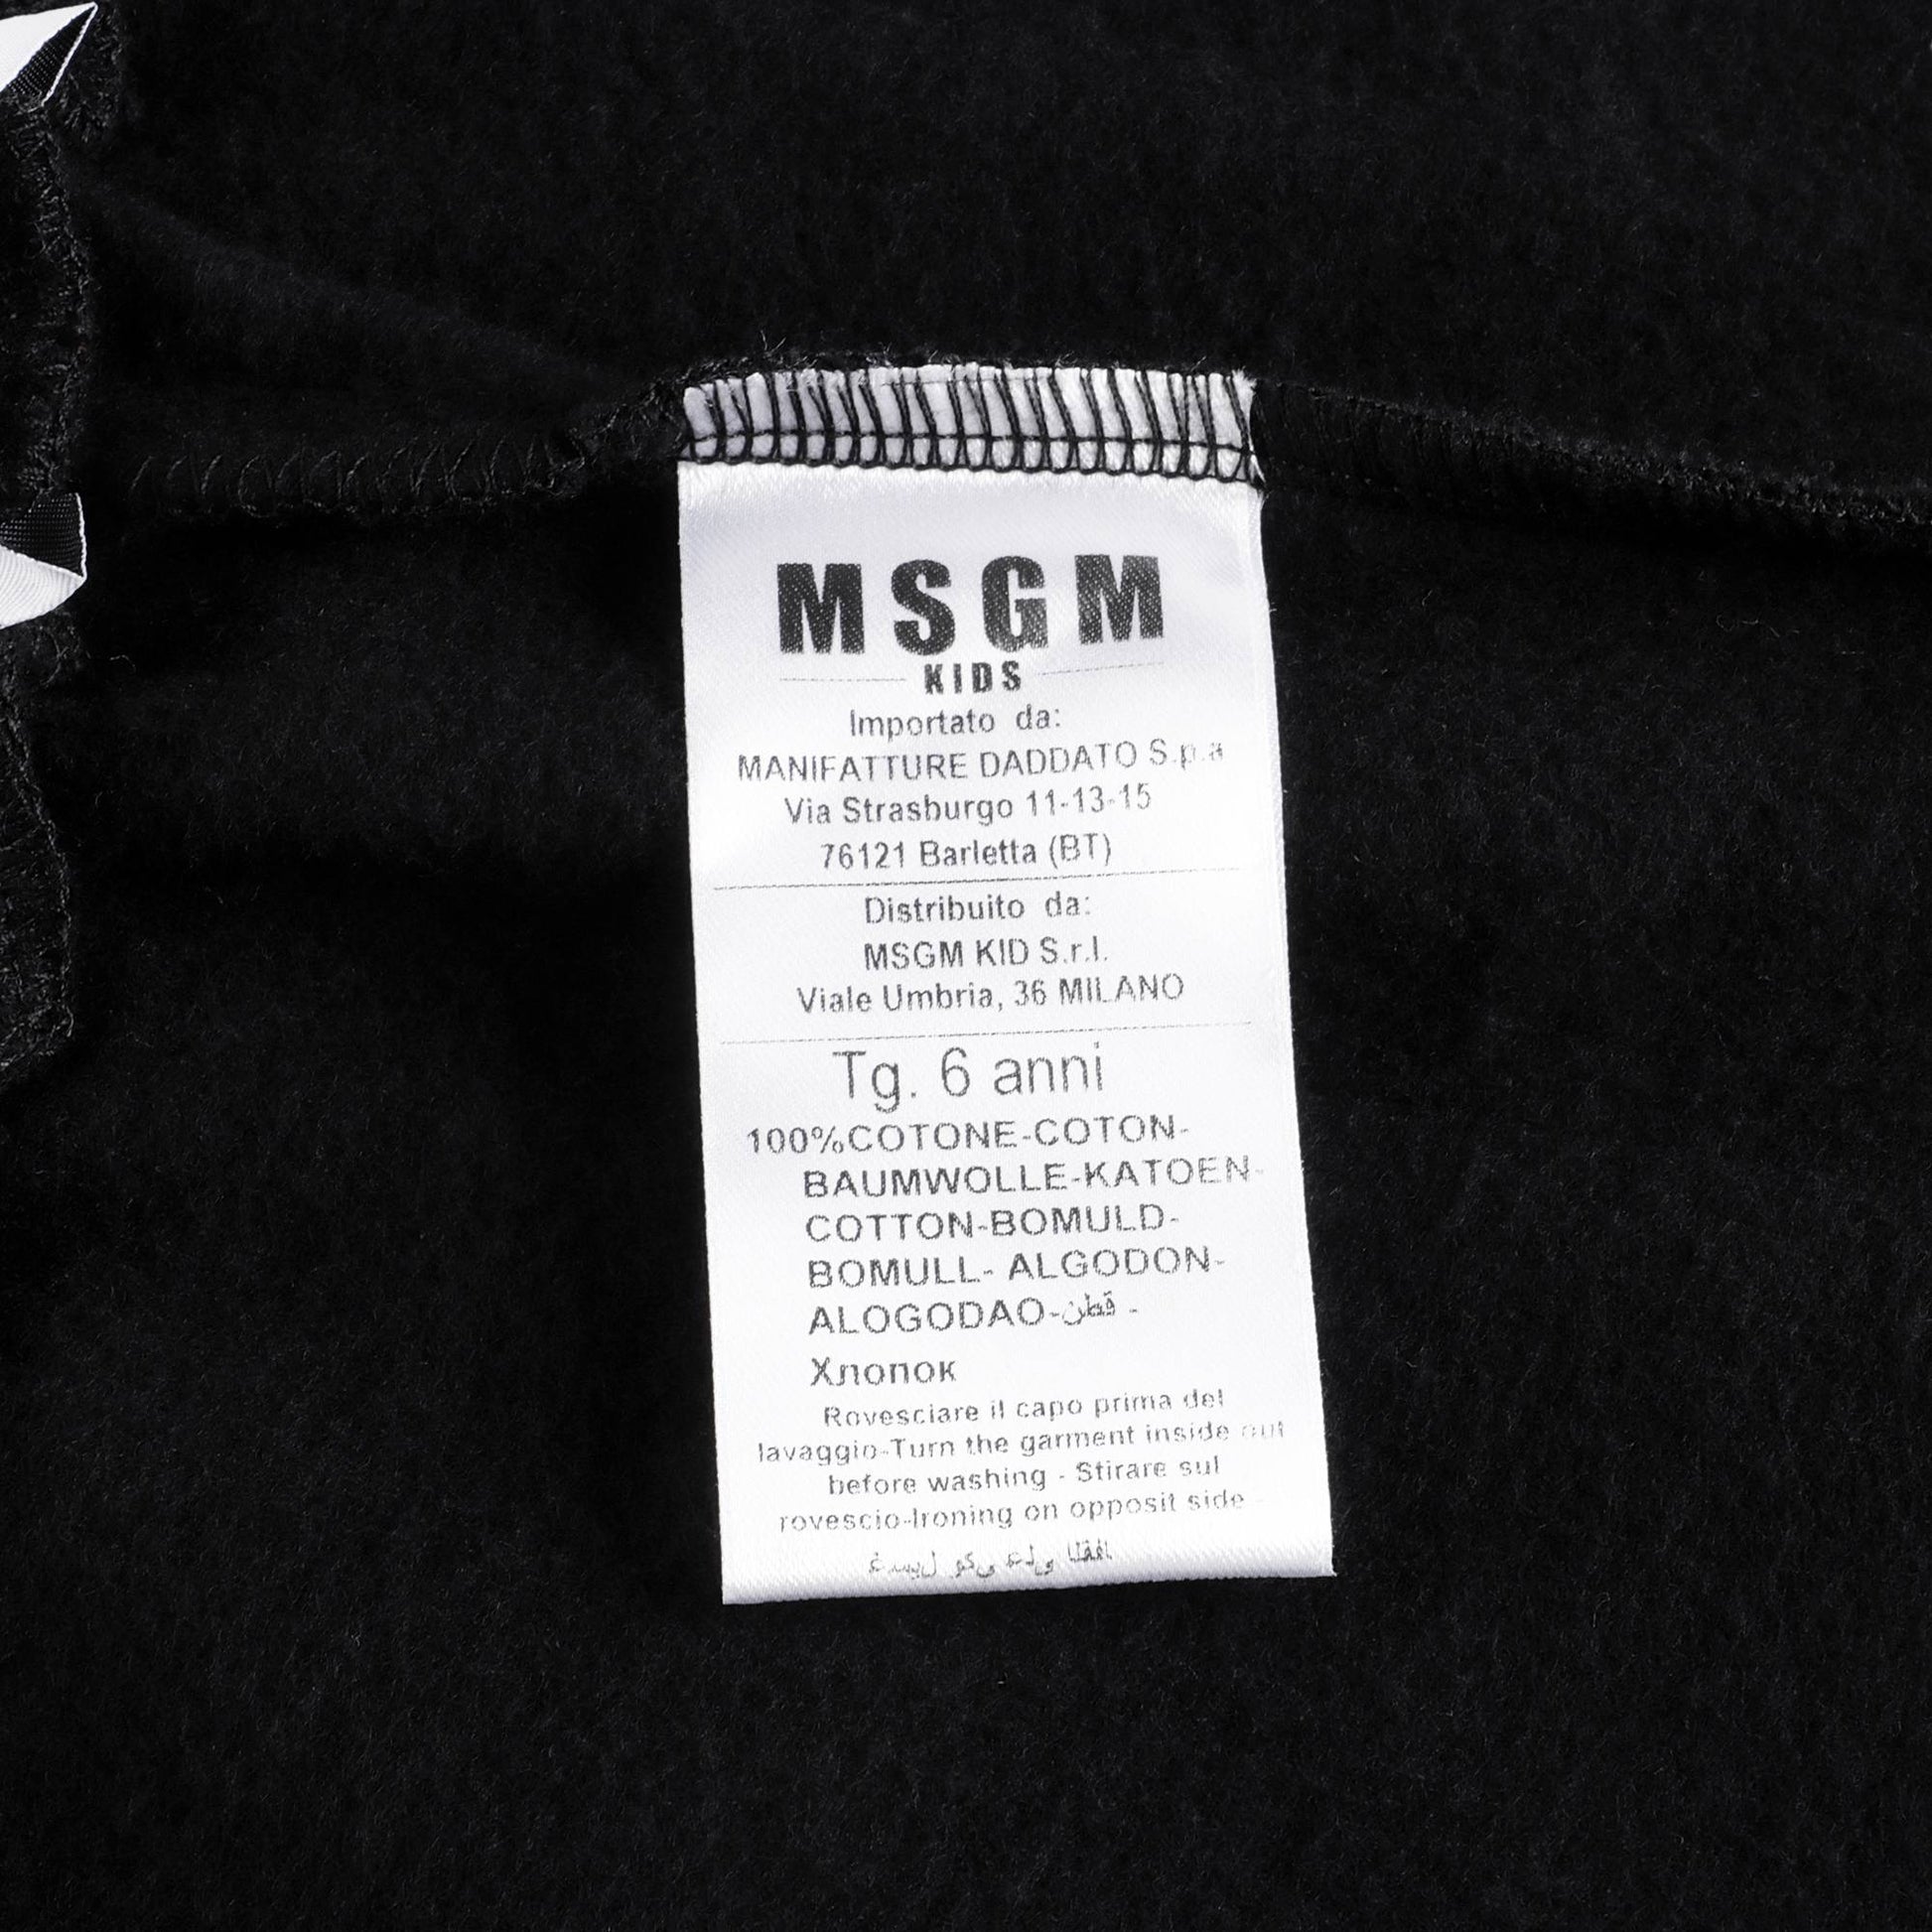 MSGM
KIDS
Importato da:
MANIFATTURE DADDATO S.p.a
Via Strasburgo 11-13-15
76121 Barletta (BT)
Distribuito da:
MSGM KID S.r.l.
Viale Umbria, 36 MILANO
Tg. 6 anni
100%COTONE-COTON-
BAUMWOLLE-KATOEN-
COTTON-BOMULD-
BOMULL- ALGODON-
ALOGODAO-قطن -
Хлопок
Rovesciare il capo prima del
lavaggio-Turn the garment inside out
before washing - Stirare sul
rovescio-Ironing on opposit side -